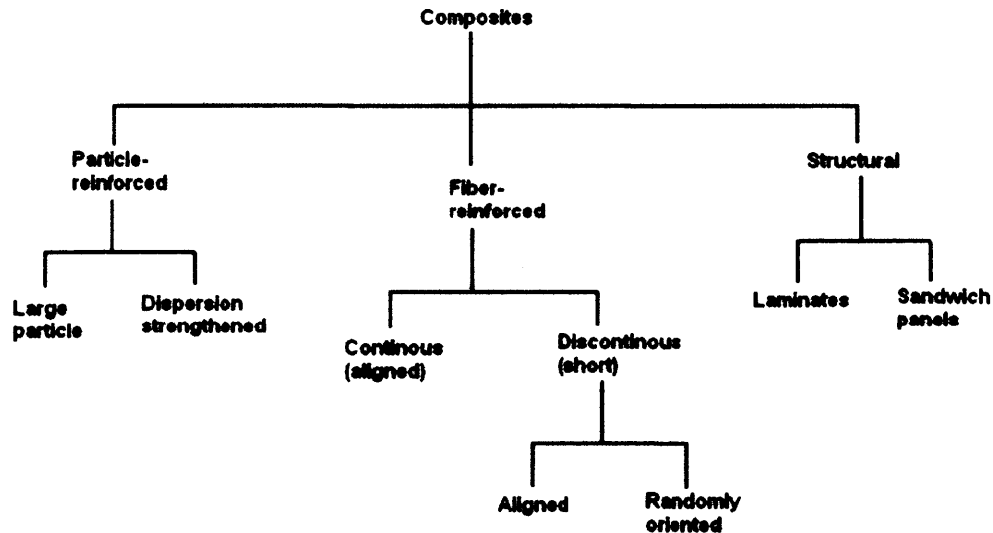 Composites
Particle-
reinforced
Fiber-
reinforced
Structural
Large
particle
Dispersion
strengthened
Continous
(aligned)
Discontinous
(short)
Laminates
Sandwich
panels
Aligned
Randomly
oriented